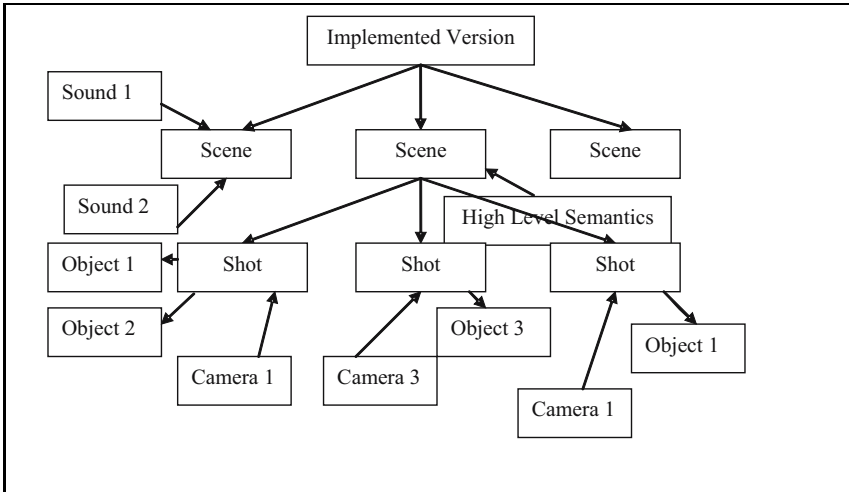 Implemented Version
Sound 1
Scene
Scene
Scene
Sound 2
High Level Semantics
Object 1
Shot
Shot
Shot
Object 2
Object 3
Object 1
Camera 1
Camera 3
Camera 1